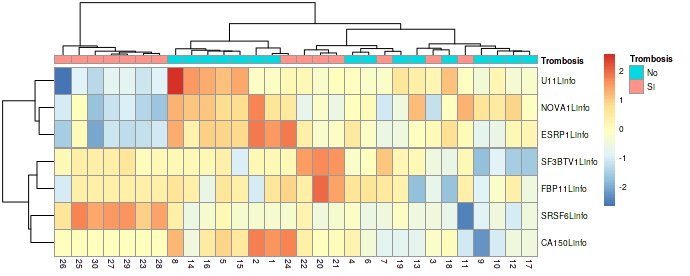 Trombosis
U11Linfo
NOVA1Linfo
ESRP1Linfo
SF3BTV1Linfo
FBP11Linfo
SRSF6Linfo
CA150Linfo
26 25 30 27 29 23 28 8 14 16 5 15 2 1 24 22 20 21 4 6 7 19 13 3 18 11 9 10 12 17
2
1
0
-1
-2
Trombosis
No
SI